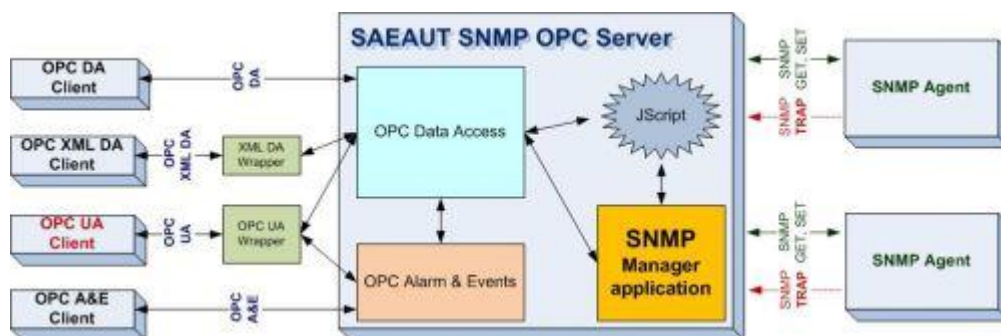 SAEAUT SNMP OPC Server
OPC DA
Client
OPC
DA
OPC XML DA
Client
OPC
XML DA
XML DA
Wrapper
OPC UA
Client
OPC
UA
OPC UA
Wrapper
OPC A&E
Client
OPC
A&E
OPC Data Access
OPC Alarm & Events
JScript
SNMP
Manager
application
SNMP
GET, SET
SNMP
TRAP
SNMP Agent
SNMP
GET, SET
SNMP
TRAP
SNMP Agent